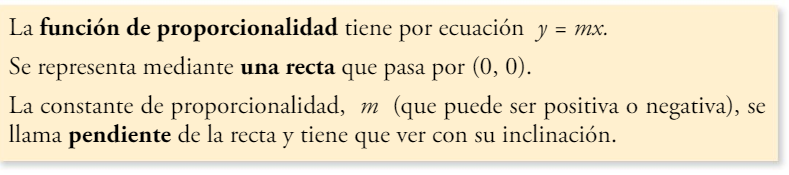 La función de proporcionalidad tiene por ecuación y = mx.
Se representa mediante una recta que pasa por (0, 0).
La constante de proporcionalidad, m (que puede ser positiva o negativa), se
llama pendiente de la recta y tiene que ver con su inclinación.